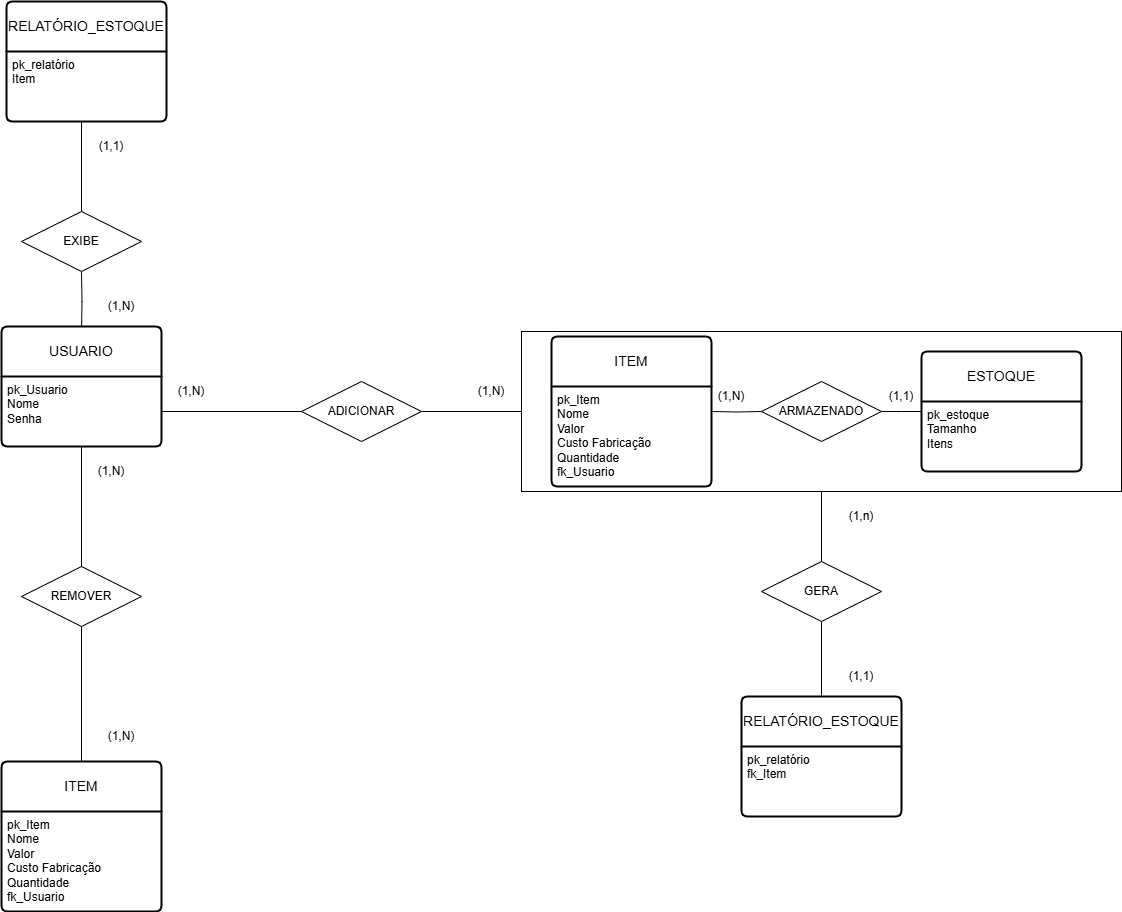 RELATÓRIO_ESTOQUE
pk_relatório
Item
(1,1)
EXIBE
(1,N)
USUARIO
pk_Usuario
Nome
Senha
(1,N)
ADICIONAR
(1,N)
ITEM
pk_Item
Nome
Valor
Custo Fabricação
Quantidade
fk_Usuario
(1,N)
ARMAZENADO
(1,1)
ESTOQUE
pk_estoque
Tamanho
Itens
(1,N)
REMOVER
(1,N)
ITEM
pk_Item
Nome
Valor
Custo Fabricação
Quantidade
fk_Usuario
(1,n)
GERA
(1,1)
RELATÓRIO_ESTOQUE
pk_relatório
fk_Item